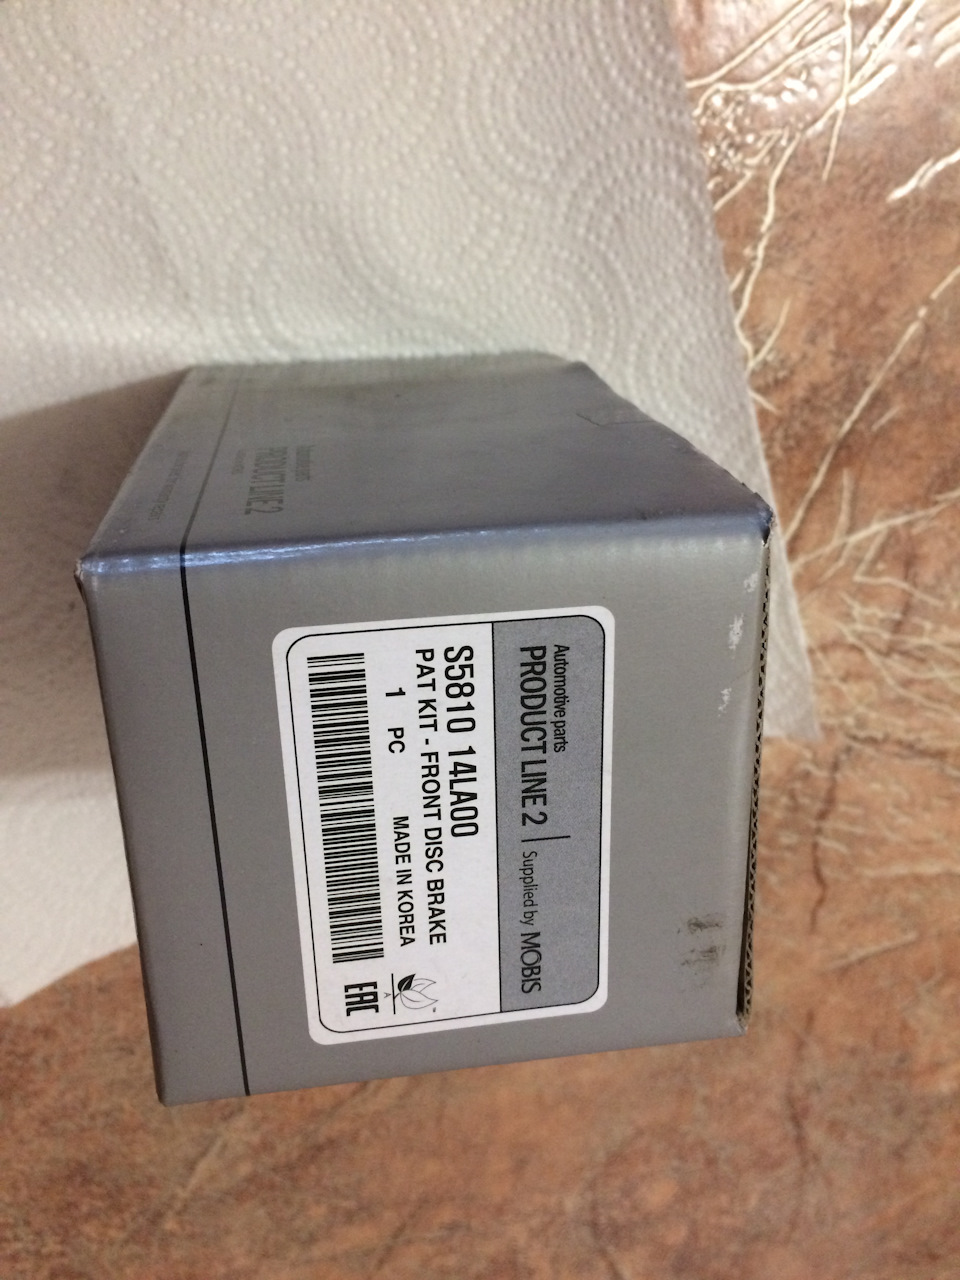 Automotive parts
PRODUCT LINE 2 | Supplied by MOBIS
S5810 14LA00
PAT KIT - FRONT DISC BRAKE
1 PC MADE IN KOREA
A
EAC
PRODUCT LINE 2